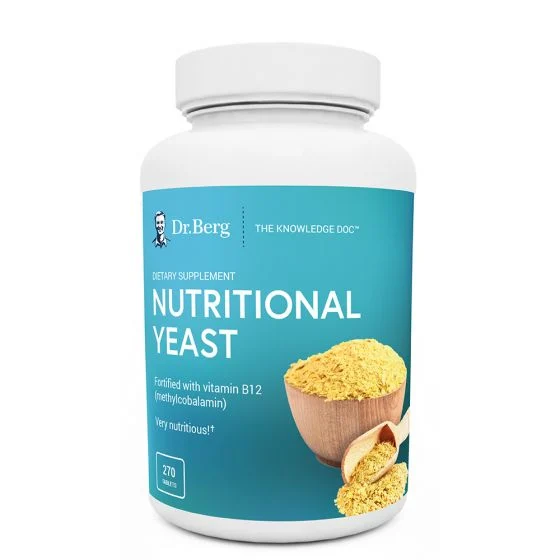 Dr.Berg
THE KNOWLEDGE DOC™
DIETARY SUPPLEMENT
NUTRITIONAL
YEAST
Fortified with vitamin B12
(methylcobalamin)
Very nutritious!†
270
TABLETS